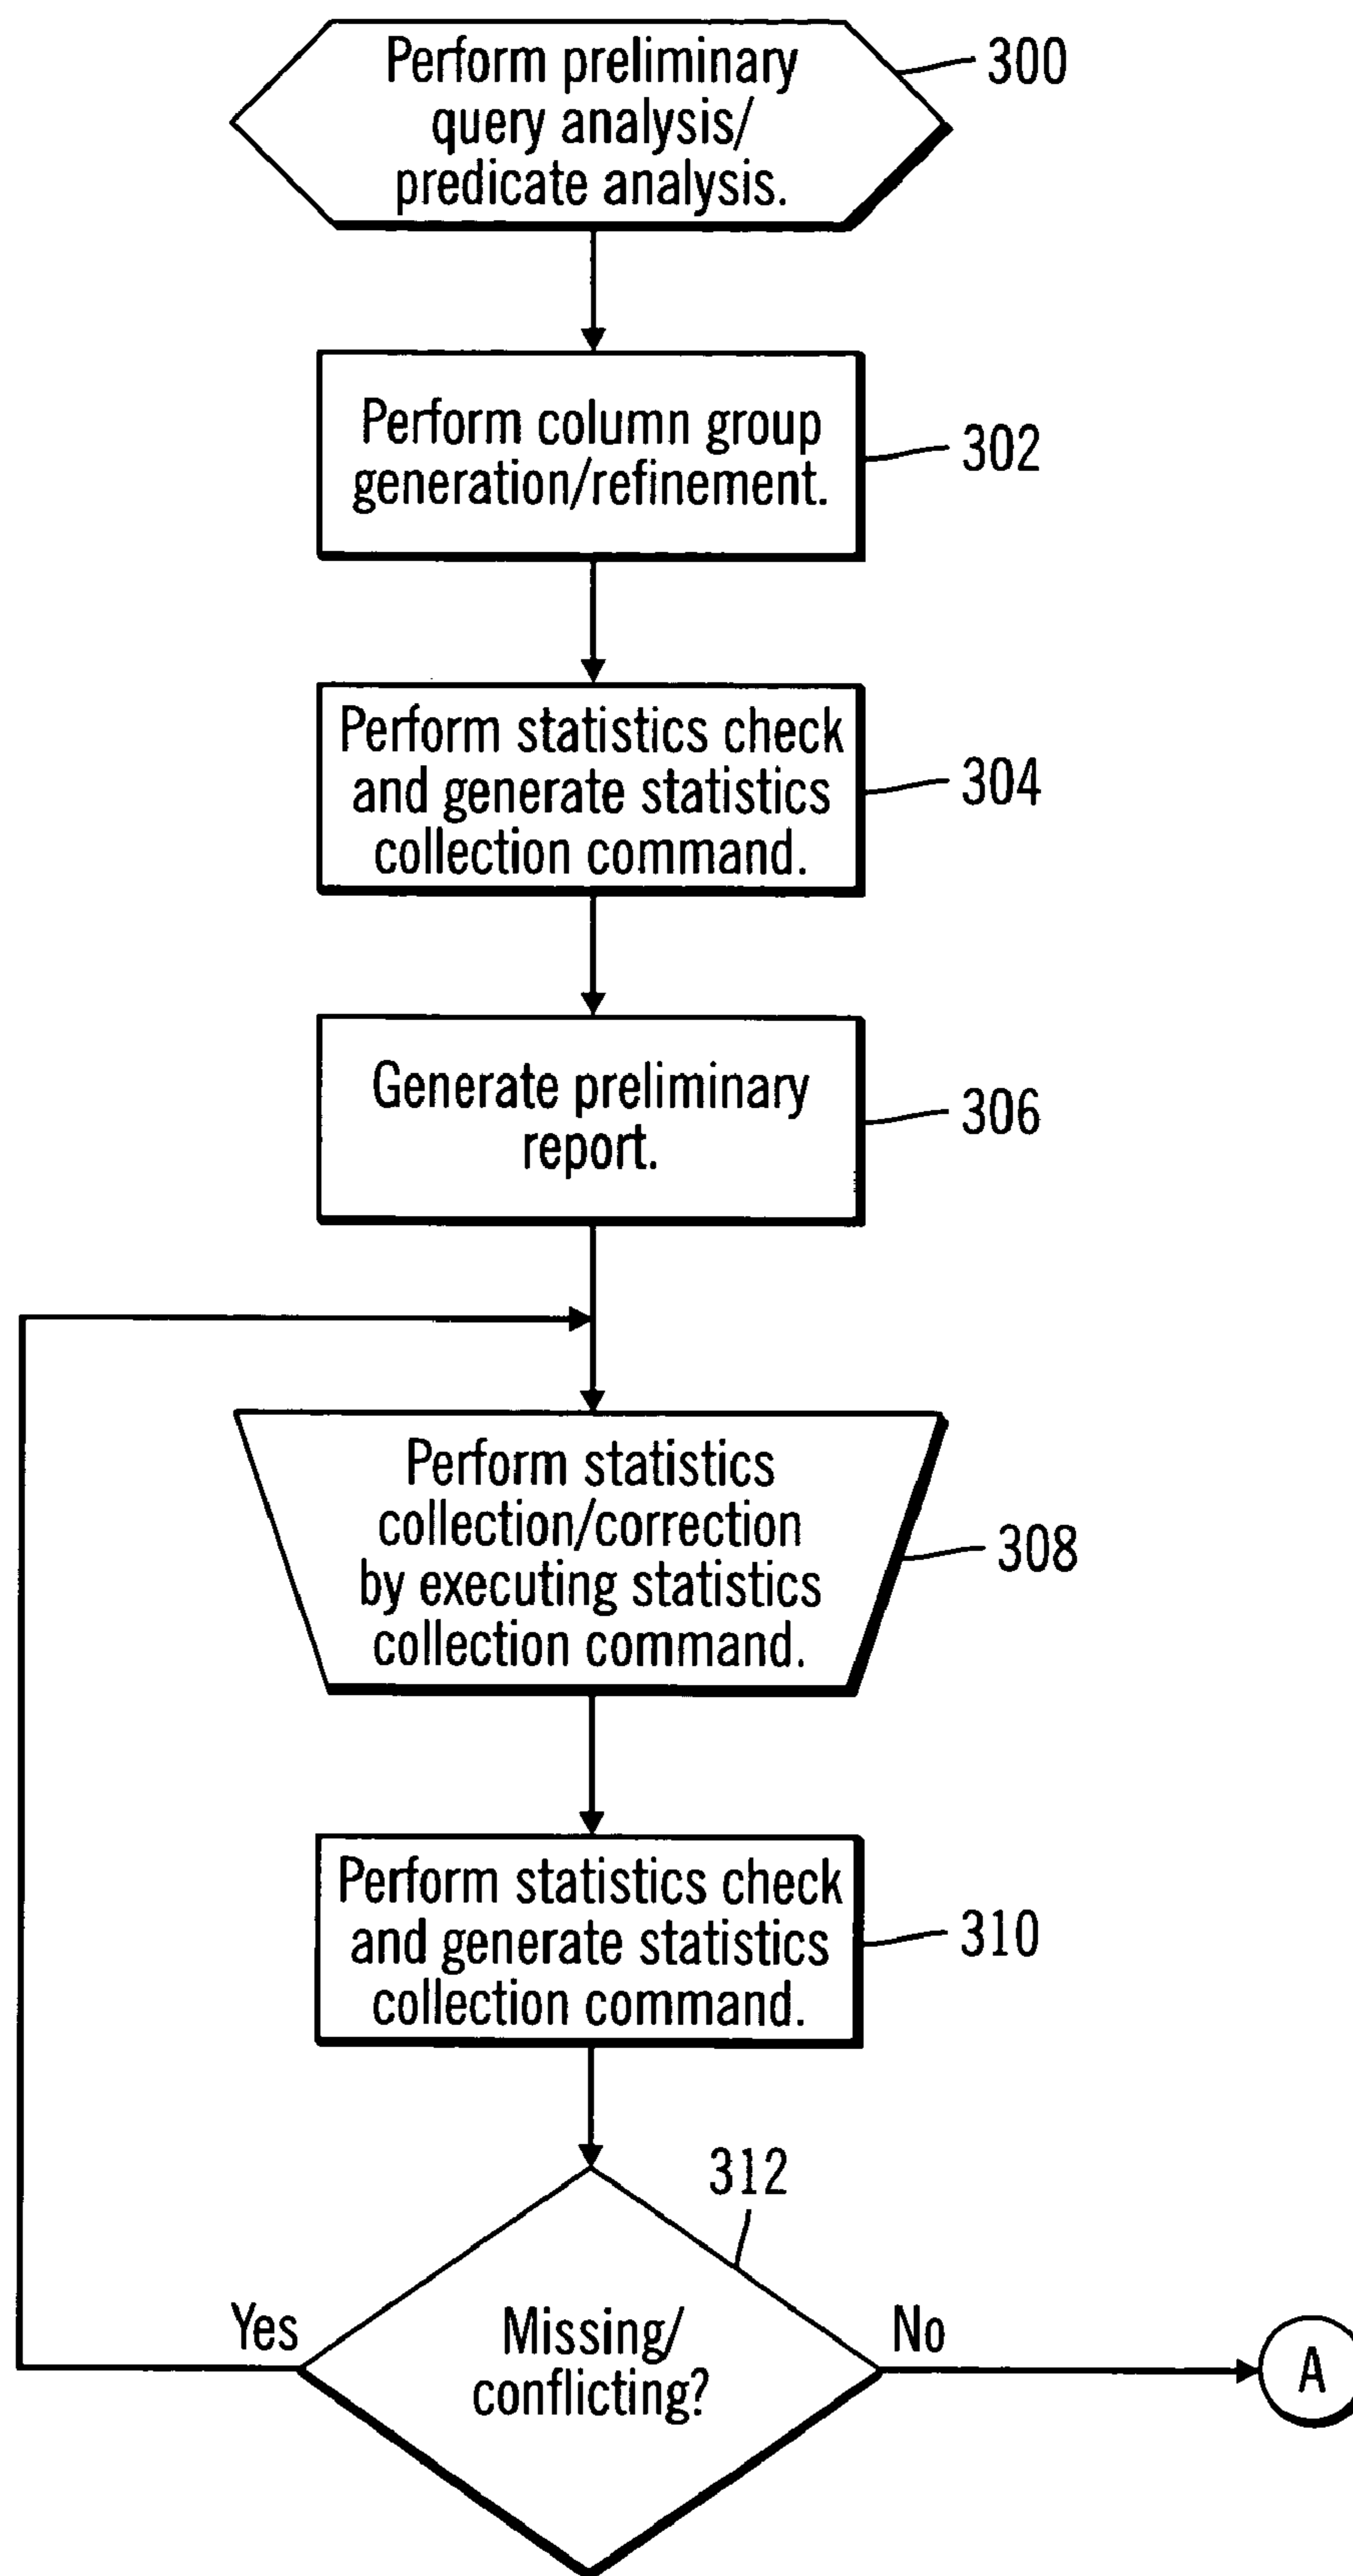 Perform preliminary
query analysis/
predicate analysis.
300
Perform column group
generation/refinement.
302
Perform statistics check
and generate statistics
collection command.
304
Generate preliminary
report.
306
Perform statistics
collection/correction
by executing statistics
collection command.
308
Perform statistics check
and generate statistics
collection command.
310
312
Missing/
conflicting?
Yes
No
A